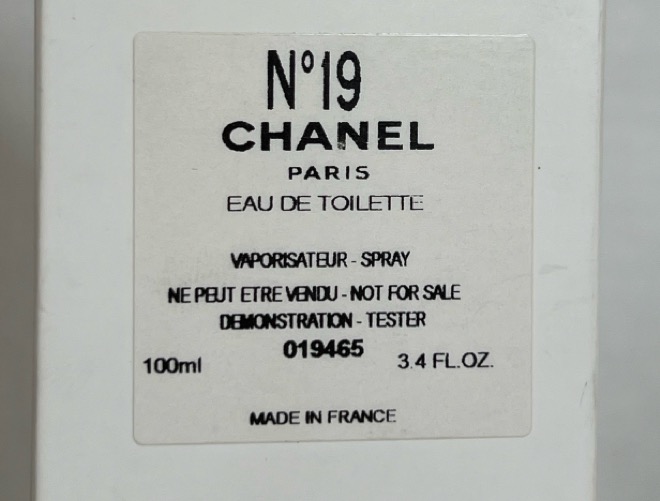 N°19
CHANEL
PARIS
EAU DE TOILETTE
VAPORISATEUR - SPRAY
NE PEUT ETRE VENDU - NOT FOR SALE
DEMONSTRATION - TESTER
019465
100ml 3.4 FL.OZ.
MADE IN FRANCE